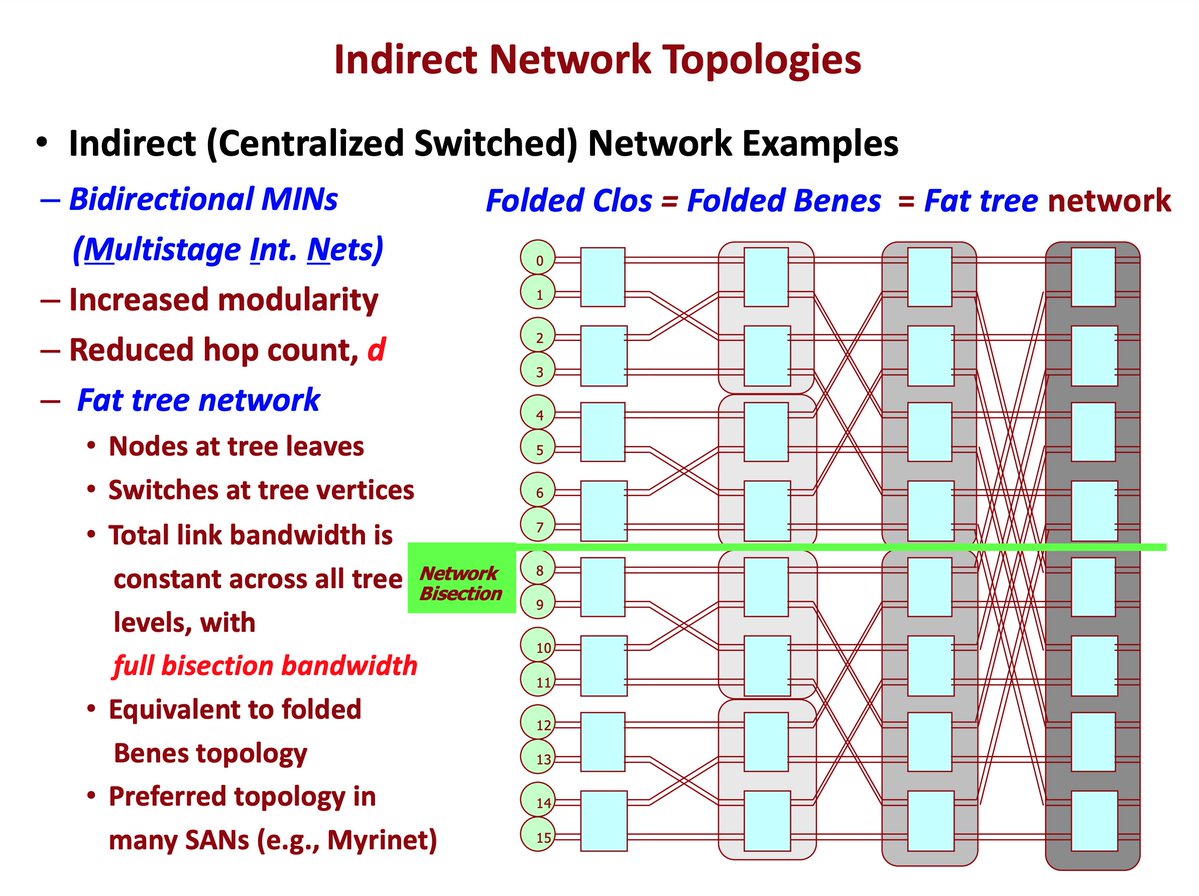 Indirect Network Topologies
• Indirect (Centralized Switched) Network Examples
– Bidirectional MINs
(Multistage Int. Nets)
– Increased modularity
– Reduced hop count, d
– Fat tree network
• Nodes at tree leaves
• Switches at tree vertices
• Total link bandwidth is
constant across all tree
levels, with
full bisection bandwidth
• Equivalent to folded
Benes topology
• Preferred topology in
many SANs (e.g., Myrinet)
Folded Clos = Folded Benes = Fat tree network
0
1
2
3
4
5
6
7
Network
Bisection
8
9
10
11
12
13
14
15